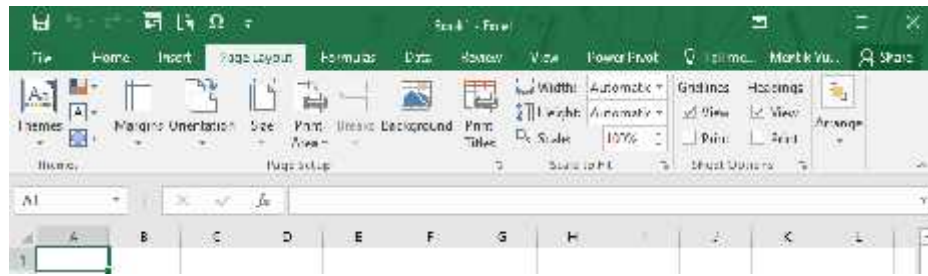 Book1 - Excel
File Home Insert Page Layout Formulas Data Review View Power Pivot Tell me... Share
Width: Automatic Gridlines Headings
Themes Margins Orientation Size Print Area Breaks Background Print Titles Height: Automatic View View Arrange
Scale: 100% Print Print
Themes Page Setup Scale to Fit Sheet Options
A1 fx
A B C D E F G H I J K L
1